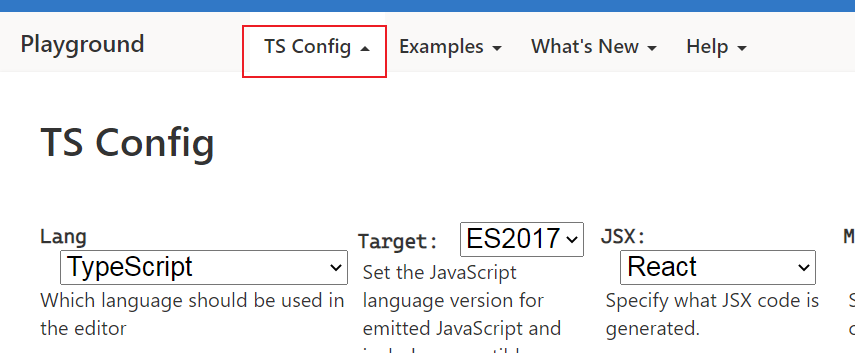 Playground TS Config Examples What's New Help
TS Config
Lang
TypeScript
Which language should be used in
the editor
Target: ES2017
Set the JavaScript
language version for
emitted JavaScript and
JSX:
React
Specify what JSX code is
generated.